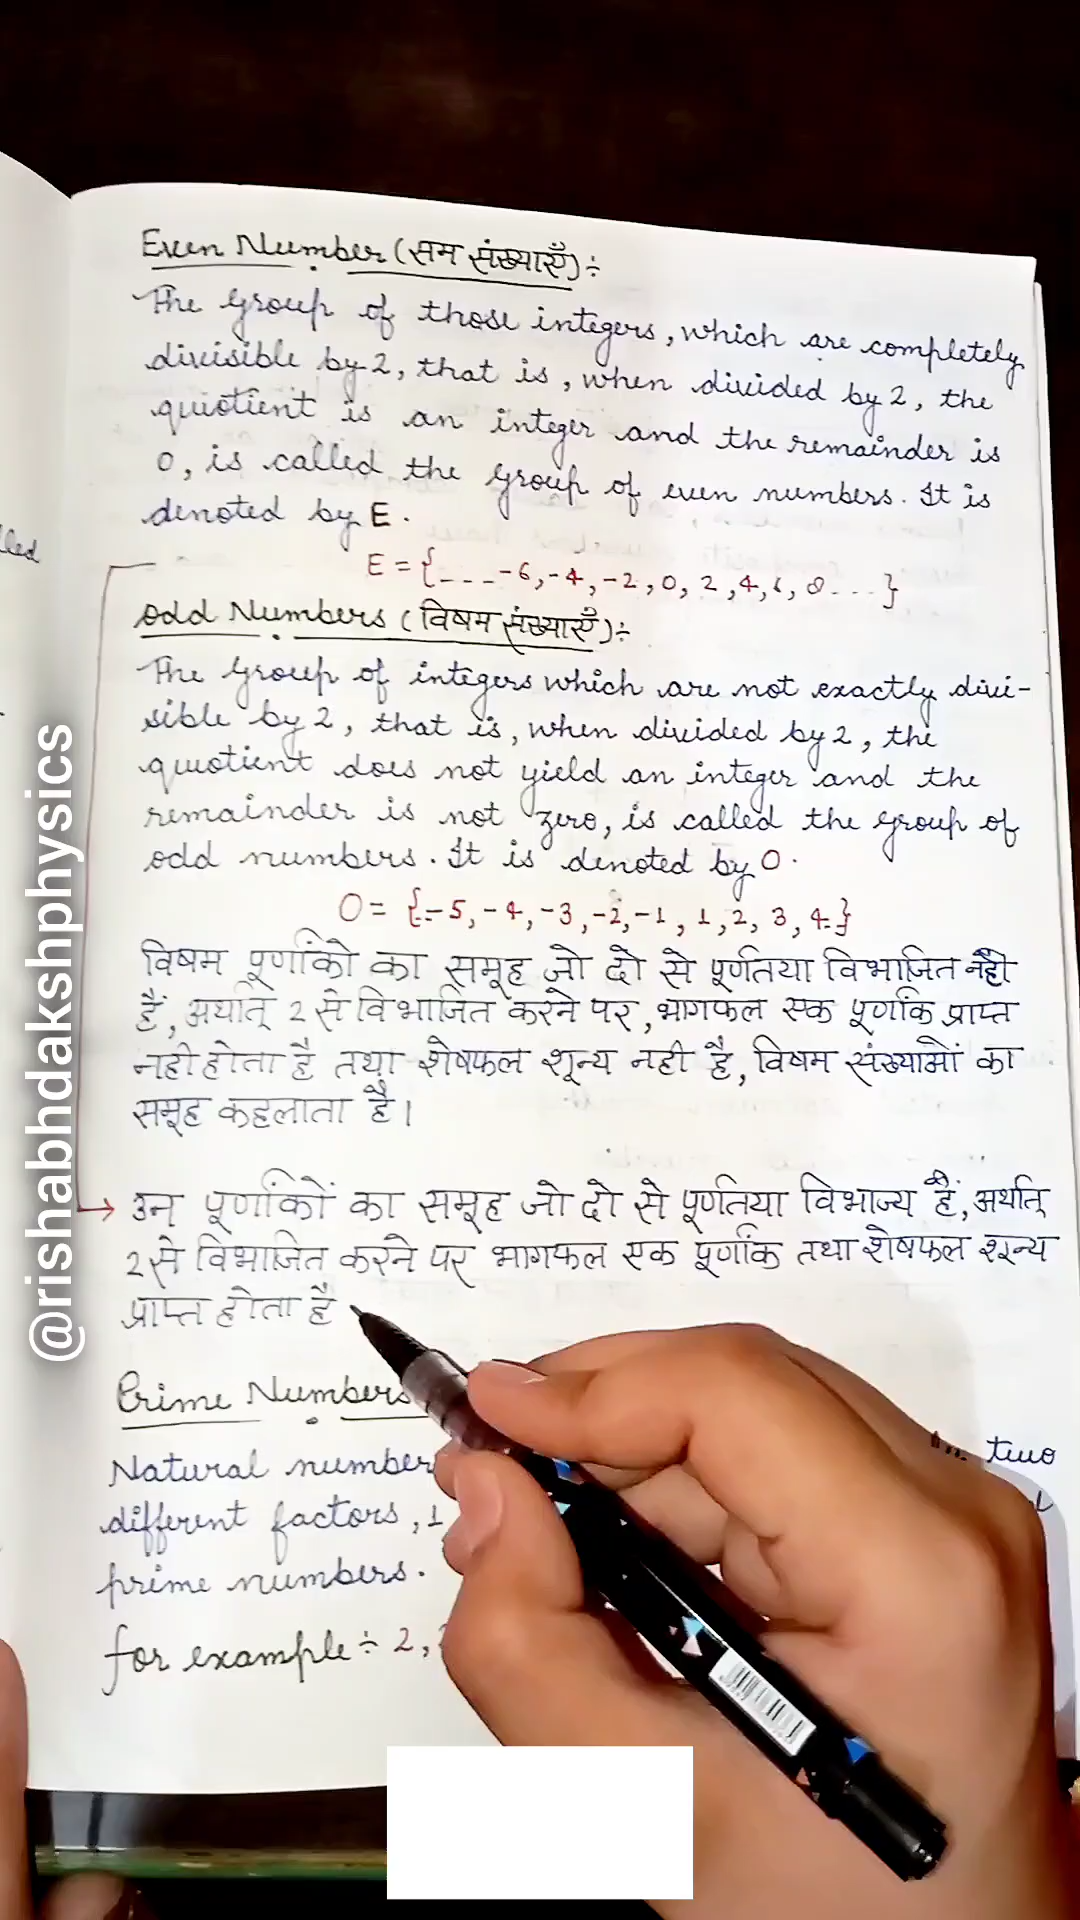 Even Number (सम संख्याएँ) ÷
The group of those integers, which are completely
divisible by 2, that is, when divided by 2, the
quotient is an integer and the remainder is
0, is called the group of even numbers. It is
denoted by E.
E = {---6, -4, -2, 0, 2, 4, 6, 8---}
Odd Numbers (विषम संख्याएँ) ÷
The group of integers which are not exactly divi-
sible by 2, that is, when divided by 2, the
quotient does not yield an integer and the
remainder is not zero, is called the group of
odd numbers. It is denoted by O.
O = {--5, -4, -3, -2, -1, 1, 2, 3, 4-}
विषम पूर्णांको का समूह जो दो से पूर्णतया विभाजित नहीं
हैं, अर्थात् 2 से विभाजित करने पर, भागफल एक पूर्णांक प्राप्त
नही होता है तथा शेषफल शून्य नही है, विषम संख्याओं का
समूह कहलाता है।
→ उन पूर्णांकों का समूह जो दो से पूर्णतया विभाज्य हैं, अर्थात्
2 से विभाजित करने पर भागफल एक पूर्णांक तथा शेषफल शून्य
प्राप्त होता है
Prime Numbers
Natural number two
different factors, 1
prime numbers.
for example ÷ 2,
@rishabhdakshphysics